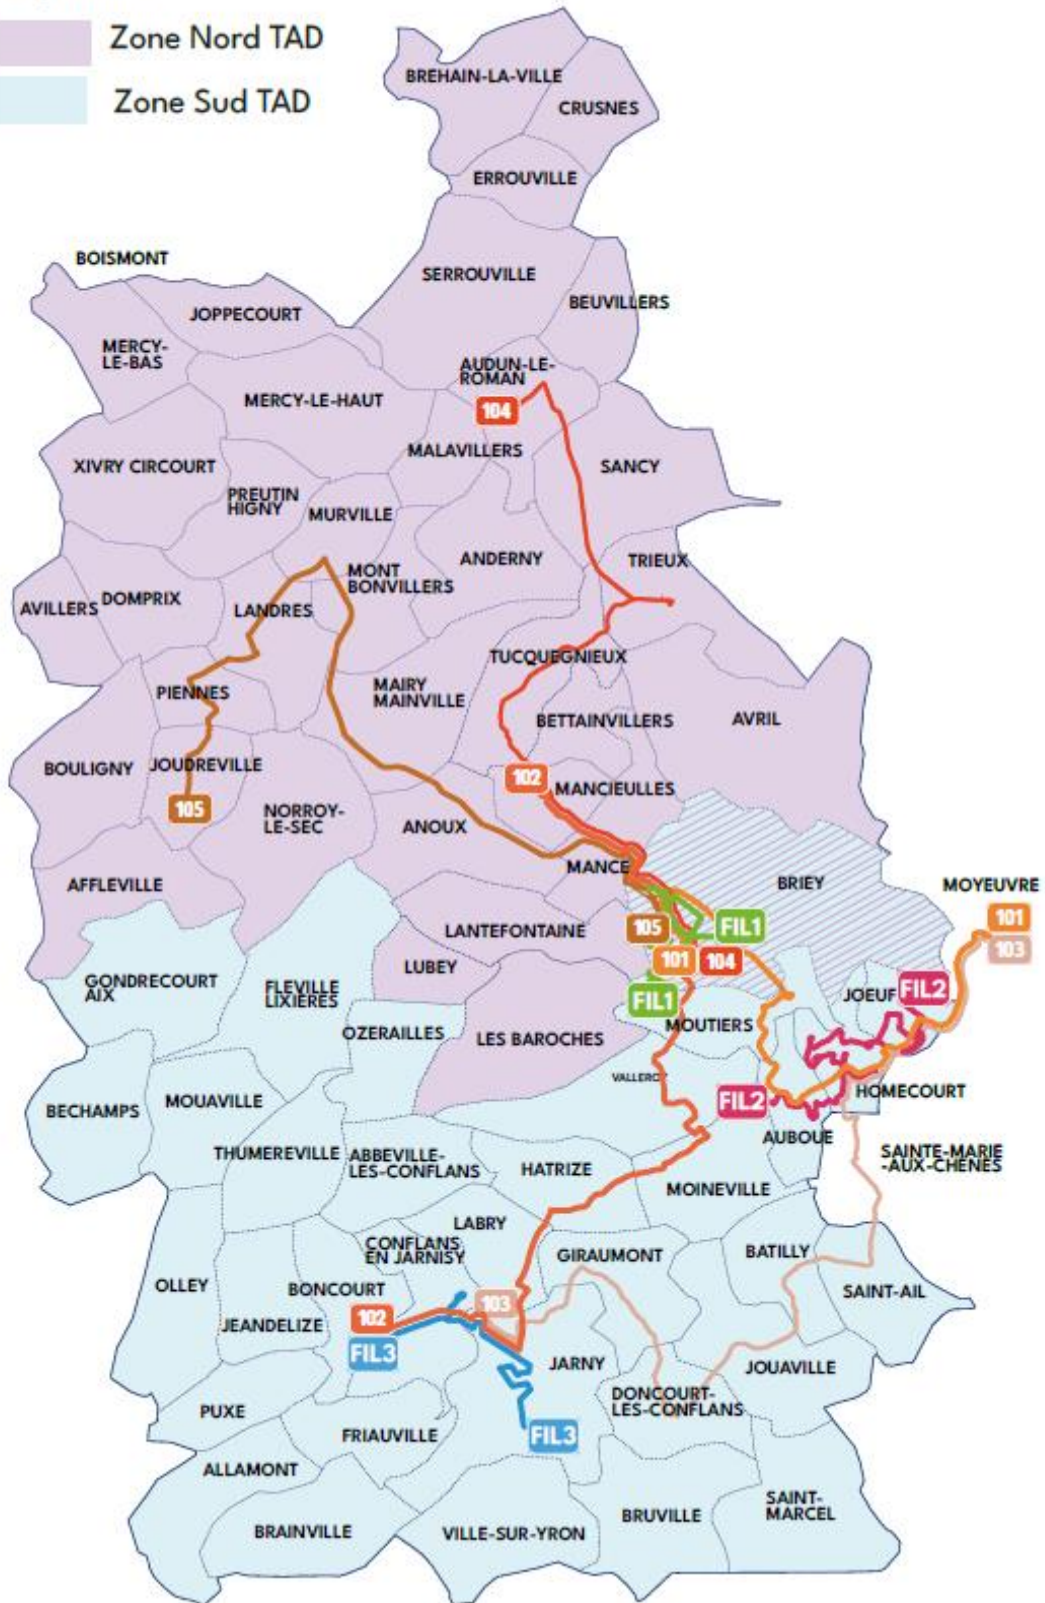 Zone Nord TAD
Zone Sud TAD
BREHAIN-LA-VILLE
CRUSNES
ERROUVILLE
BOISMONT
SERROUVILLE
BEUVILLERS
JOPPECOURT
MERCY-
LE-BAS
AUDUN-LE-
ROMAN
104
MERCY-LE-HAUT
MALAVILLERS
XIVRY CIRCOURT
SANCY
PREUTIN
HIGNY
MURVILLE
ANDERNY
TRIEUX
MONT
BONVILLERS
AVILLERS
DOMPRIX
LANDRES
TUCQUEGNIEUX
PIENNES
MAIRY
MAINVILLE
BETTAINVILLERS
AVRIL
BOULIGNY
JOUDREVILLE
102
MANCIEULLES
105
NORROY-
LE-SEC
ANOUX
MANCE
AFFLEVILLE
BRIEY
MOYEUVRE
101
103
LANTEFONTAINE
105
FIL1
101
104
LUBEY
GONDRECOURT
AIX
FLEVILLE
LIXIERES
FIL1
JOEUF
FIL2
OZERAILLES
LES BAROCHES
MOUTIERS
VALLERO
BECHAMPS
MOUAVILLE
FIL2
HOMECOURT
AUBOUE
THUMEREVILLE
ABBEVILLE-
LES-CONFLANS
HATRIZE
SAINTE-MARIE
-AUX-CHENES
MOINEVILLE
LABRY
CONFLANS
EN JARNISY
GIRAUMONT
BATILLY
OLLEY
BONCOURT
SAINT-AIL
102
103
JEANDELIZE
FIL3
JARNY
JOUAVILLE
DONCOURT-
LES-CONFLANS
PUXE
FRIAUVILLE
FIL3
ALLAMONT
BRAINVILLE
VILLE-SUR-YRON
BRUVILLE
SAINT-
MARCEL